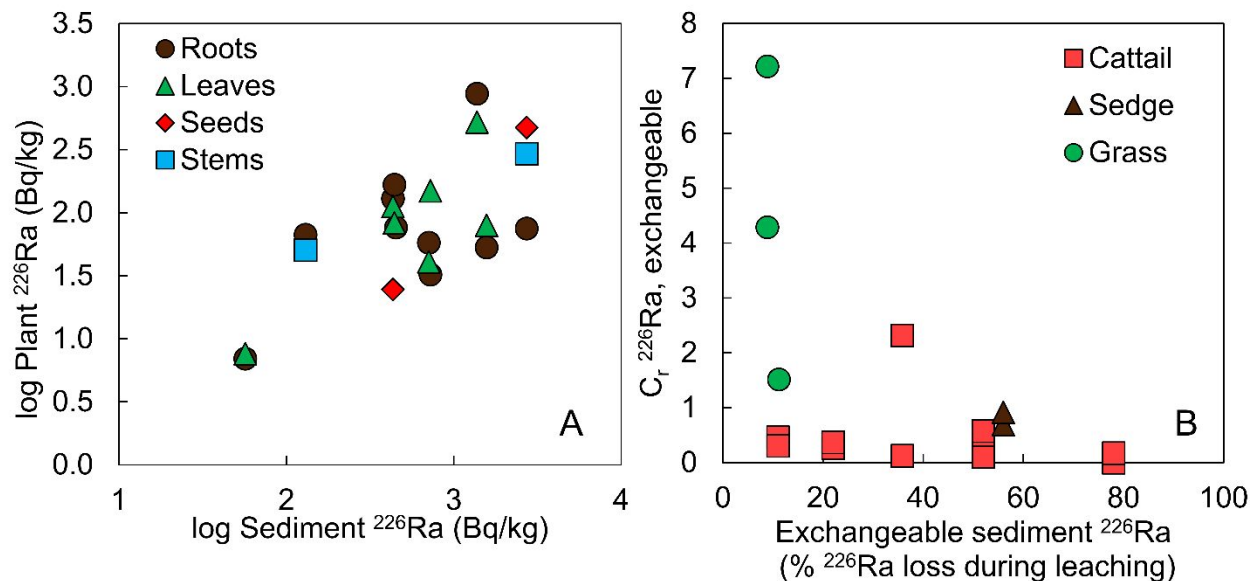 3.5
3.0
2.5
2.0
1.5
1.0
0.5
0.0
log Plant ²²⁶Ra (Bq/kg)
Roots
Leaves
Seeds
Stems
A
1 2 3 4
log Sediment ²²⁶Ra (Bq/kg)
8
7
6
5
4
3
2
1
0
Cᵣ ²²⁶Ra, exchangeable
Cattail
Sedge
Grass
B
0 20 40 60 80 100
Exchangeable sediment ²²⁶Ra
(% ²²⁶Ra loss during leaching)